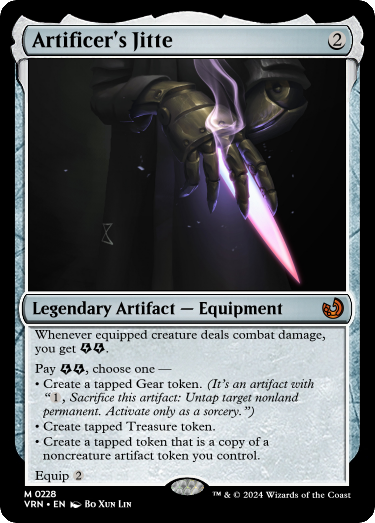 Artificer's Jitte 2
Legendary Artifact — Equipment
Whenever equipped creature deals combat damage,
you get.
Pay, choose one —
• Create a tapped Gear token. (It's an artifact with
“1, Sacrifice this artifact: Untap target nonland
permanent. Activate only as a sorcery.”)
• Create tapped Treasure token.
• Create a tapped token that is a copy of a
noncreature artifact token you control.
Equip 2
M 0228
VRN • EN Bo Xun Lin
™ & © 2024 Wizards of the Coast